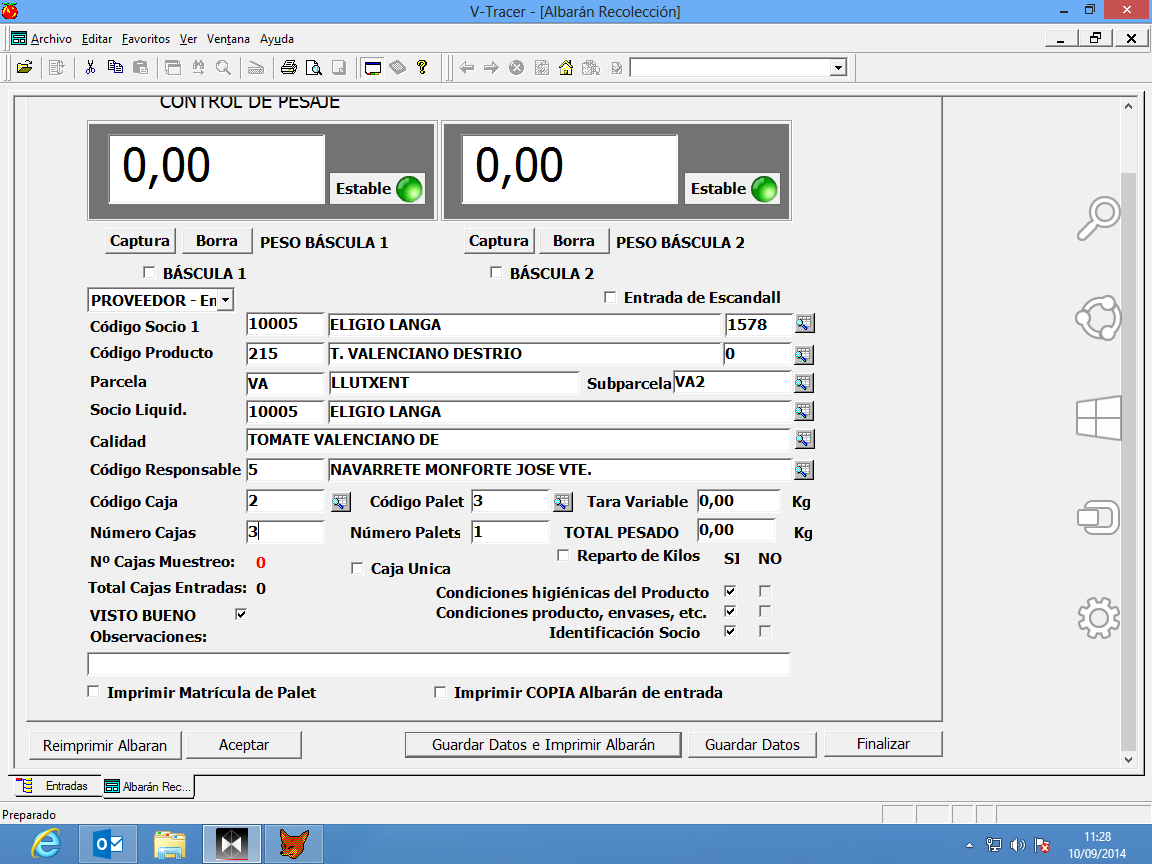 V-Tracer - [Albarán Recolección]
Archivo Editar Favoritos Ver Ventana Ayuda
CONTROL DE PESAJE
0,00 Estable 0,00 Estable
Captura Borra PESO BÁSCULA 1 Captura Borra PESO BÁSCULA 2
BÁSCULA 1 BÁSCULA 2
PROVEEDOR - En Entrada de Escandall
Código Socio 1 10005 ELIGIO LANGA 1578
Código Producto 215 T. VALENCIANO DESTRIO 0
Parcela VA LLUTXENT Subparcela VA2
Socio Liquid. 10005 ELIGIO LANGA
Calidad TOMATE VALENCIANO DE
Código Responsable 5 NAVARRETE MONFORTE JOSE VTE.
Código Caja 2 Código Palet 3 Tara Variable 0,00 Kg
Número Cajas 3 Número Palets 1 TOTAL PESADO 0,00 Kg
Nº Cajas Muestreo: 0 Caja Unica Reparto de Kilos SI NO
Total Cajas Entradas: 0 Condiciones higiénicas del Producto
VISTO BUENO Condiciones producto, envases, etc.
Observaciones: Identificación Socio
Imprimir Matrícula de Palet Imprimir COPIA Albarán de entrada
Reimprimir Albaran Aceptar Guardar Datos e Imprimir Albarán Guardar Datos Finalizar
Entradas Albarán Rec...
Preparado
11:28
10/09/2014